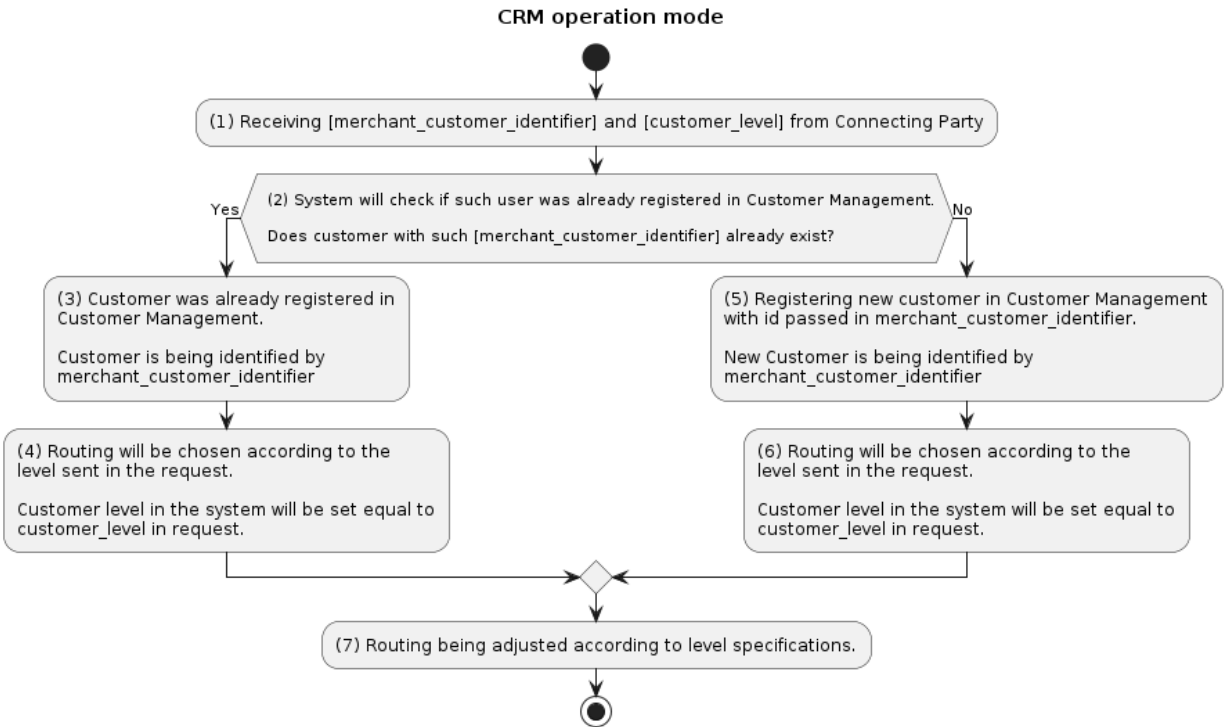 CRM operation mode
(1) Receiving [merchant_customer_identifier] and [customer_level] from Connecting Party
(2) System will check if such user was already registered in Customer Management.
Does customer with such [merchant_customer_identifier] already exist?
Yes
No
(3) Customer was already registered in
Customer Management.
Customer is being identified by
merchant_customer_identifier
(4) Routing will be chosen according to the
level sent in the request.
Customer level in the system will be set equal to
customer_level in request.
(5) Registering new customer in Customer Management
with id passed in merchant_customer_identifier.
New Customer is being identified by
merchant_customer_identifier
(6) Routing will be chosen according to the
level sent in the request.
Customer level in the system will be set equal to
customer_level in request.
(7) Routing being adjusted according to level specifications.